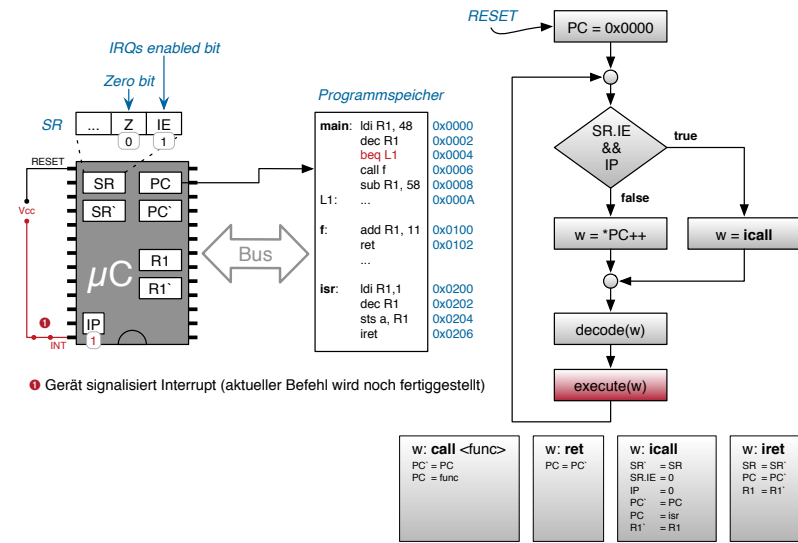 RESET
PC = 0x0000
IRQs enabled bit
Zero bit
SR
... Z IE
0 1
RESET
Vcc
SR PC
SR` PC`
R1
R1`
µC
IP
1
❶
INT
Bus
Programmspeicher
main: ldi R1, 48 0x0000
dec R1 0x0002
beq L1 0x0004
call f 0x0006
sub R1, 58 0x0008
L1: ... 0x000A
f: add R1, 11 0x0100
ret 0x0102
...
isr: ldi R1,1 0x0200
dec R1 0x0202
sts a, R1 0x0204
iret 0x0206
❶ Gerät signalisiert Interrupt (aktueller Befehl wird noch fertiggestellt)
SR.IE
&&
IP
true
false
w = *PC++
w = icall
decode(w)
execute(w)
w: call <func>
PC` = PC
PC = func
w: ret
PC = PC`
w: icall
SR` = SR
SR.IE = 0
IP = 0
PC` = PC
PC = isr
R1` = R1
w: iret
SR = SR`
PC = PC`
R1 = R1`